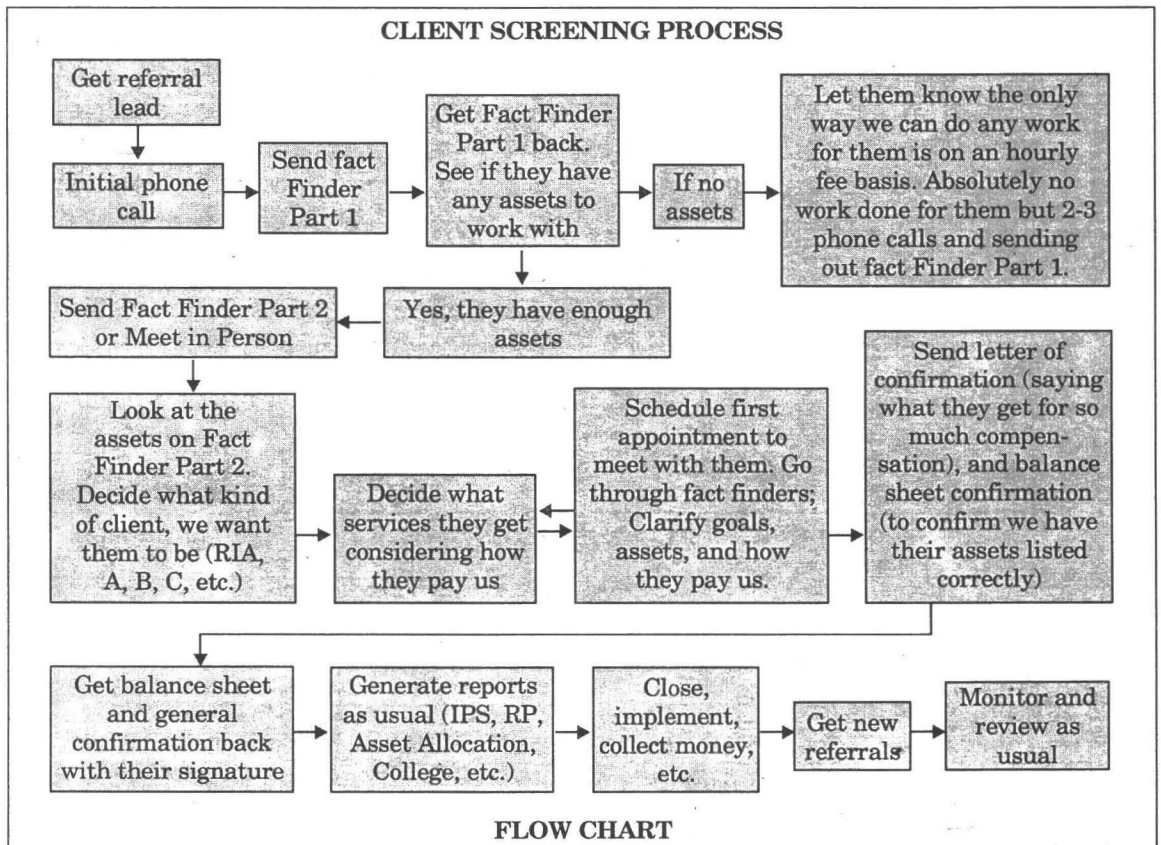 CLIENT SCREENING PROCESS
Get referral
lead
Initial phone
call
Send fact
Finder
Part 1
Get Fact Finder
Part 1 back.
See if they have
any assets to
work with
If no
assets
Let them know the only
way we can do any work
for them is on an hourly
fee basis. Absolutely no
work done for them but 2-3
phone calls and sending
out fact Finder Part 1.
Yes, they have enough
assets
Send Fact Finder Part 2
or Meet in Person
Look at the
assets on Fact
Finder Part 2.
Decide what kind
of client, we want
them to be (RIA,
A, B, C, etc.)
Decide what
services they get
considering how
they pay us
Schedule first
appointment to
meet with them. Go
through fact finders;
Clarify goals,
assets, and how
they pay us.
Send letter of
confirmation (saying
what they get for so
much compen-
sation), and balance
sheet confirmation
(to confirm we have
their assets listed
correctly)
Get balance sheet
and general
confirmation back
with their signature
Generate reports
as usual (IPS, RP,
Asset Allocation,
College, etc.)
Close,
implement,
collect money,
etc.
Get new
referrals
Monitor and
review as
usual
FLOW CHART